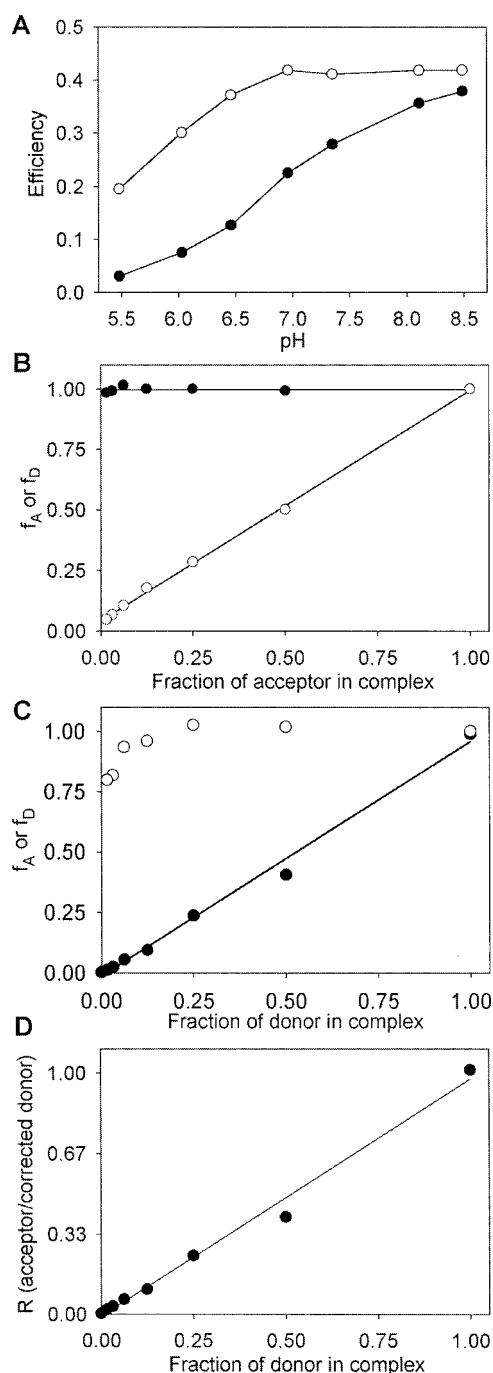 A
0.5
0.4
0.3
0.2
0.1
0.0
Efficiency
5.5 6.0 6.5 7.0 7.5 8.0 8.5
pH
B
1.00
0.75
0.50
0.25
0.00
f_A or f_D
0.00 0.25 0.50 0.75 1.00
Fraction of acceptor in complex
C
1.00
0.75
0.50
0.25
0.00
f_A or f_D
0.00 0.25 0.50 0.75 1.00
Fraction of donor in complex
D
1.00
0.67
0.33
0.00
R (acceptor/corrected donor)
0.00 0.25 0.50 0.75 1.00
Fraction of donor in complex